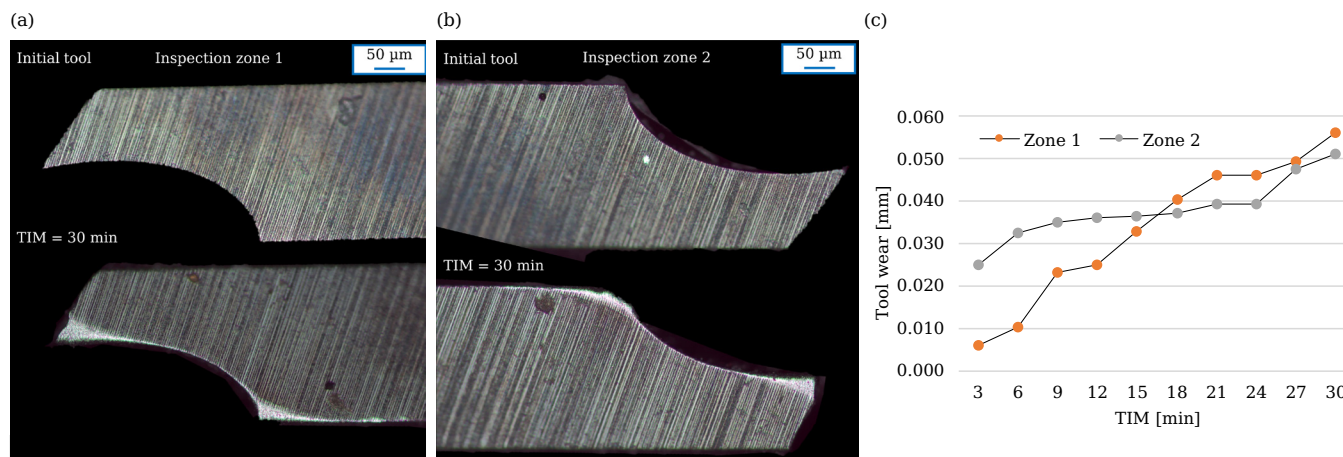 (a)
Initial tool
Inspection zone 1
50 µm
TIM = 30 min
(b)
Initial tool
Inspection zone 2
50 µm
TIM = 30 min
(c)
Zone 1
Zone 2
Tool wear [mm]
0.060
0.050
0.040
0.030
0.020
0.010
0.000
3 6 9 12 15 18 21 24 27 30
TIM [min]